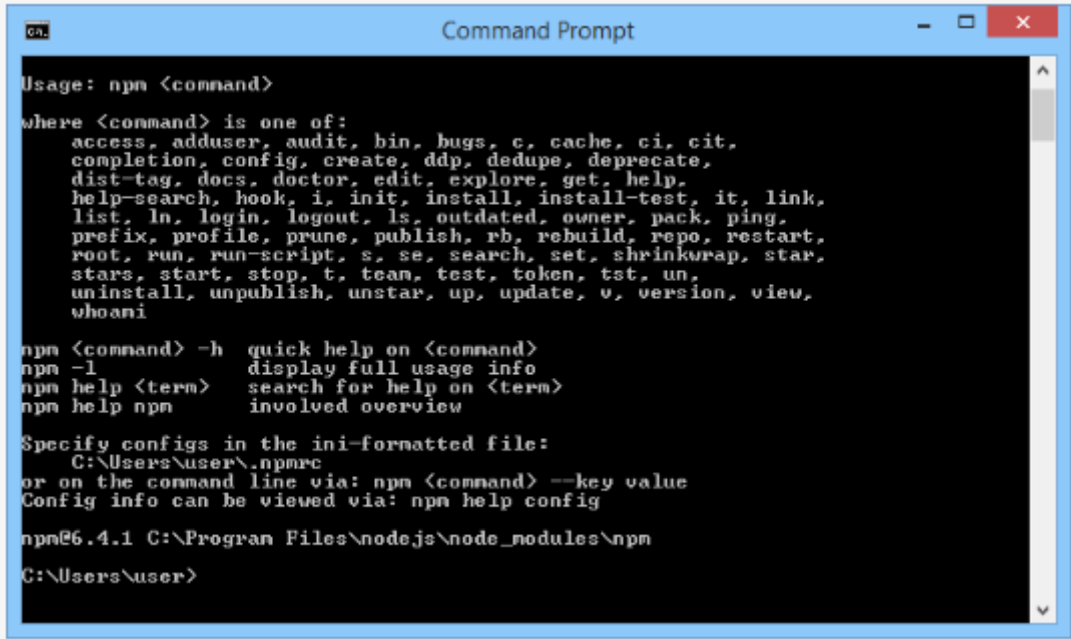 Command Prompt
Usage: npm <command>
where <command> is one of:
    access, adduser, audit, bin, bugs, c, cache, ci, cit,
    completion, config, create, ddp, dedupe, deprecate,
    dist-tag, docs, doctor, edit, explore, get, help,
    help-search, hook, i, init, install, install-test, it, link,
    list, ln, login, logout, ls, outdated, owner, pack, ping,
    prefix, profile, prune, publish, rb, rebuild, repo, restart,
    root, run, run-script, s, se, search, set, shrinkwrap, star,
    stars, start, stop, t, team, test, token, tst, un,
    uninstall, unpublish, unstar, up, update, v, version, view,
    whoami
npm <command> -h  quick help on <command>
npm -l            display full usage info
npm help <term>   search for help on <term>
npm help npm      involved overview
Specify configs in the ini-formatted file:
    C:\Users\user\.npmrc
or on the command line via: npm <command> --key value
Config info can be viewed via: npm help config
npm@6.4.1 C:\Program Files\nodejs\node_modules\npm
C:\Users\user>